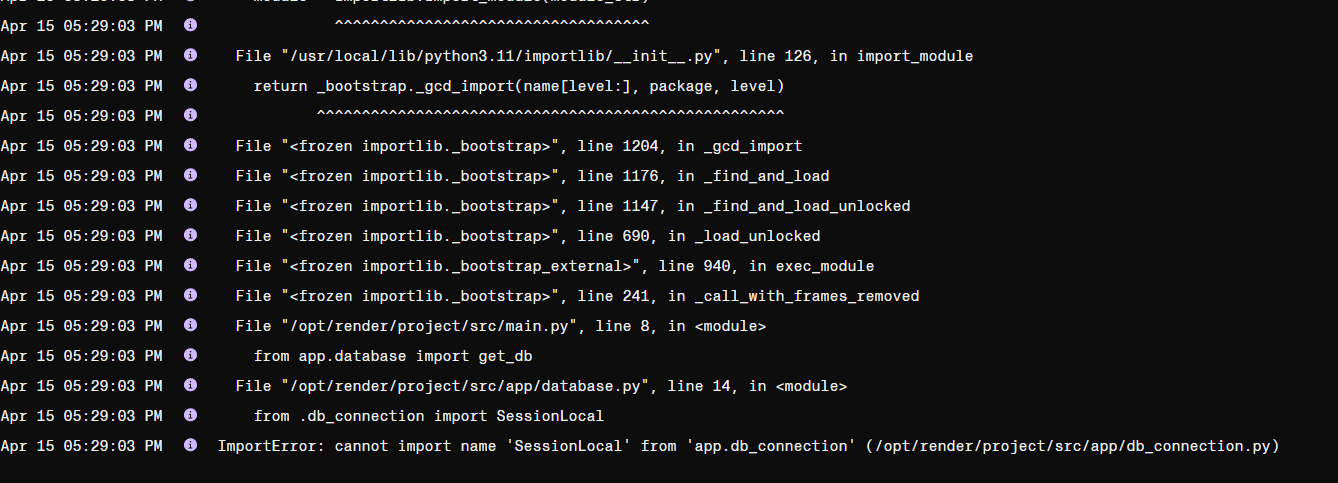 module = importlib.import_module(module_str)
Apr 15 05:29:03 PM ^^^^^^^^^^^^^^^^^^^^^^^^^^^^^^^^^^^
Apr 15 05:29:03 PM File "/usr/local/lib/python3.11/importlib/__init__.py", line 126, in import_module
Apr 15 05:29:03 PM return _bootstrap._gcd_import(name[level:], package, level)
Apr 15 05:29:03 PM ^^^^^^^^^^^^^^^^^^^^^^^^^^^^^^^^^^^^^^^^^^^^^^^^^^^^
Apr 15 05:29:03 PM File "<frozen importlib._bootstrap>", line 1204, in _gcd_import
Apr 15 05:29:03 PM File "<frozen importlib._bootstrap>", line 1176, in _find_and_load
Apr 15 05:29:03 PM File "<frozen importlib._bootstrap>", line 1147, in _find_and_load_unlocked
Apr 15 05:29:03 PM File "<frozen importlib._bootstrap>", line 690, in _load_unlocked
Apr 15 05:29:03 PM File "<frozen importlib._bootstrap_external>", line 940, in exec_module
Apr 15 05:29:03 PM File "<frozen importlib._bootstrap>", line 241, in _call_with_frames_removed
Apr 15 05:29:03 PM File "/opt/render/project/src/main.py", line 8, in <module>
Apr 15 05:29:03 PM from app.database import get_db
Apr 15 05:29:03 PM File "/opt/render/project/src/app/database.py", line 14, in <module>
Apr 15 05:29:03 PM from .db_connection import SessionLocal
Apr 15 05:29:03 PM ImportError: cannot import name 'SessionLocal' from 'app.db_connection' (/opt/render/project/src/app/db_connection.py)